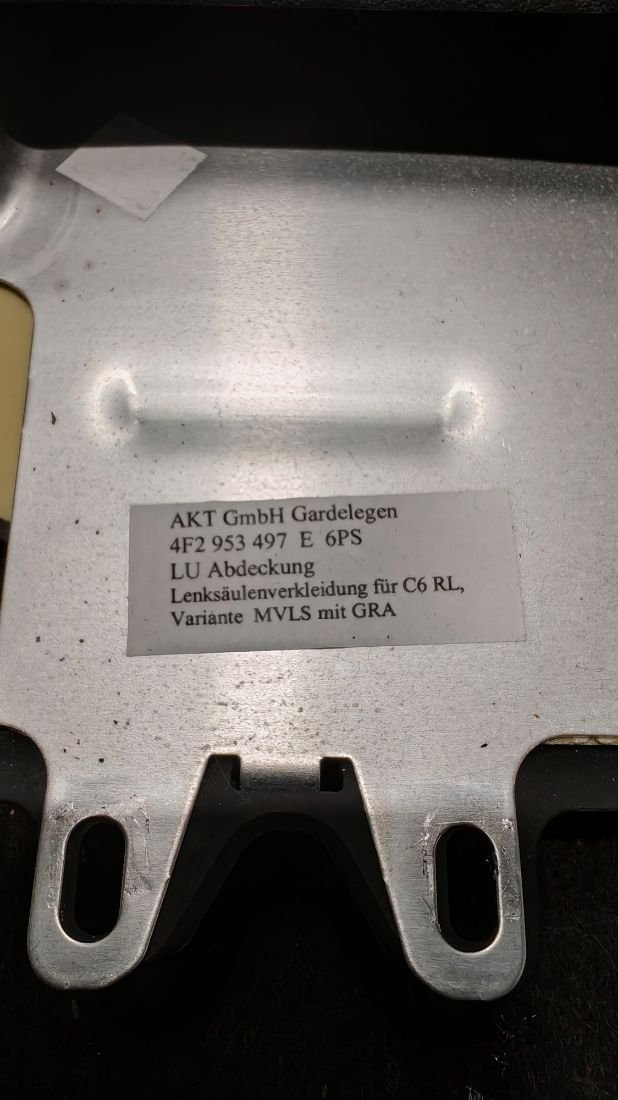 AKT GmbH Gardelegen
4F2 953 497 E 6PS
LU Abdeckung
Lenksäulenverkleidung für C6 RL,
Variante MVLS mit GRA